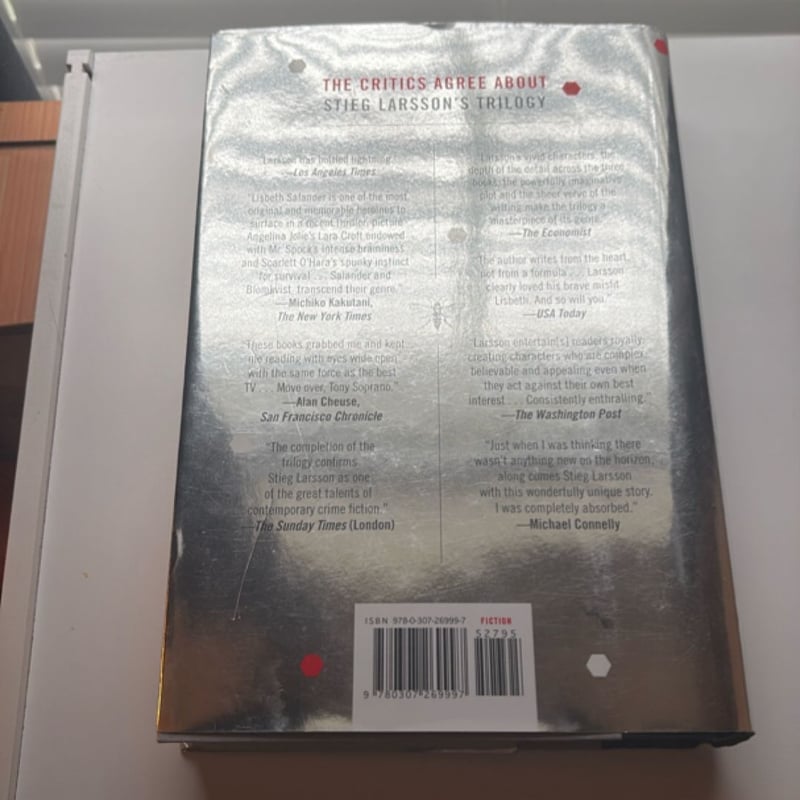 THE CRITICS AGREE ABOUT
STIEG LARSSON'S TRILOGY
"Larsson has bottled lightning."
—Los Angeles Times
"Lisbeth Salander is one of the most
original and memorable heroines to
surface in a recent thriller: picture
Angelina Jolie's Lara Croft endowed
with Mr. Spock's intense braininess
and Scarlett O'Hara's spunky instinct
for survival . . . Salander and
Blomkvist transcend their genre."
—Michiko Kakutani,
The New York Times
"These books grabbed me and kept
me reading with eyes wide open
with the same force as the best
TV . . . Move over, Tony Soprano."
—Alan Cheuse,
San Francisco Chronicle
"The completion of the
trilogy confirms
Stieg Larsson as one
of the great talents of
contemporary crime fiction."
—The Sunday Times (London)
"Larsson's vivid characters, the
depth of the detail across the three
books, the powerfully imaginative
plot and the sheer verve of the
writing make the trilogy a
masterpiece of its genre."
—The Economist
"The author writes from the heart,
not from a formula . . . Larsson
clearly loved his brave misfit
Lisbeth. And so will you."
—USA Today
"Larsson entertain[s] readers royally,
creating characters who are complex,
believable and appealing even when
they act against their own best
interest . . . Consistently enthralling."
—The Washington Post
"Just when I was thinking there
wasn't anything new on the horizon,
along comes Stieg Larsson
with this wonderfully unique story.
I was completely absorbed."
—Michael Connelly
ISBN 978-0-307-26999-7 FICTION
52795
9 780307 269997